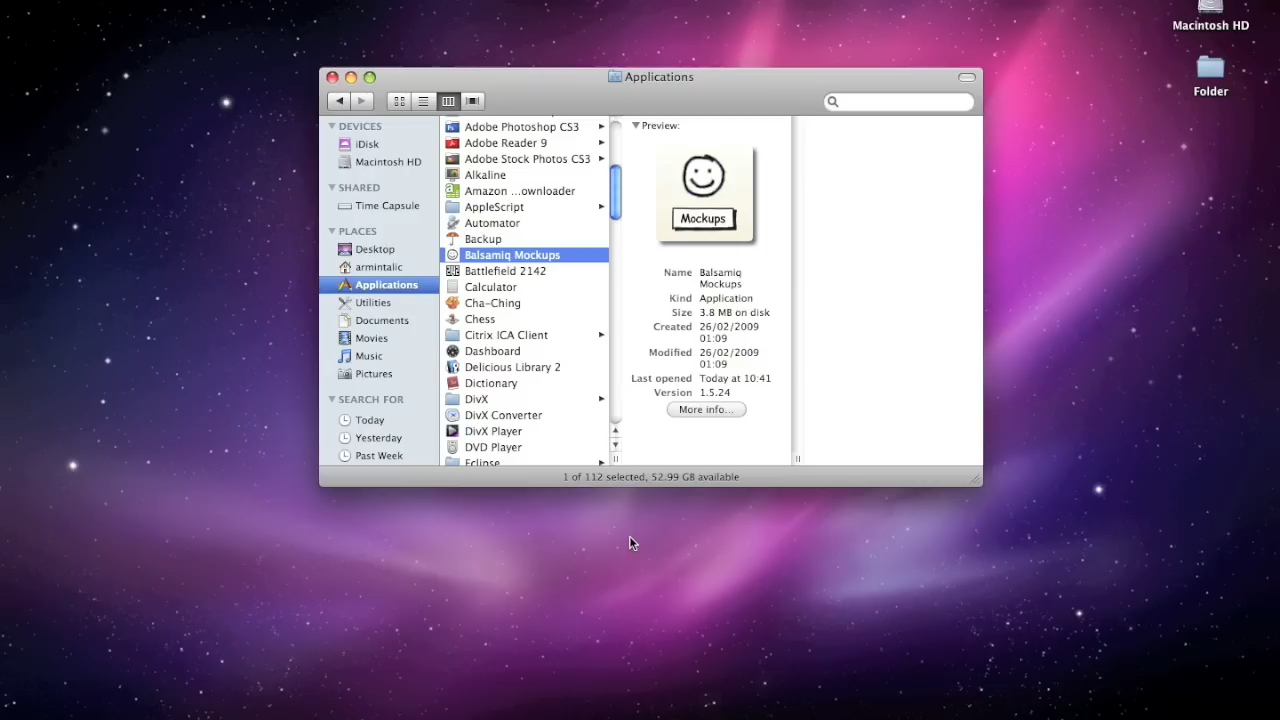 Macintosh HD
Folder
Applications
DEVICES
iDisk
Macintosh HD
SHARED
Time Capsule
PLACES
Desktop
armintalic
Applications
Utilities
Documents
Movies
Music
Pictures
SEARCH FOR
Today
Yesterday
Past Week
Adobe Photoshop CS3
Adobe Reader 9
Adobe Stock Photos CS3
Alkaline
Amazon ...ownloader
AppleScript
Automator
Backup
Balsamiq Mockups
Battlefield 2142
Calculator
Cha-Ching
Chess
Citrix ICA Client
Dashboard
Delicious Library 2
Dictionary
DivX
DivX Converter
DivX Player
DVD Player
Eclipse
Preview:
Mockups
Name Balsamiq
Mockups
Kind Application
Size 3.8 MB on disk
Created 26/02/2009
01:09
Modified 26/02/2009
01:09
Last opened Today at 10:41
Version 1.5.24
More info...
1 of 112 selected, 52.99 GB available